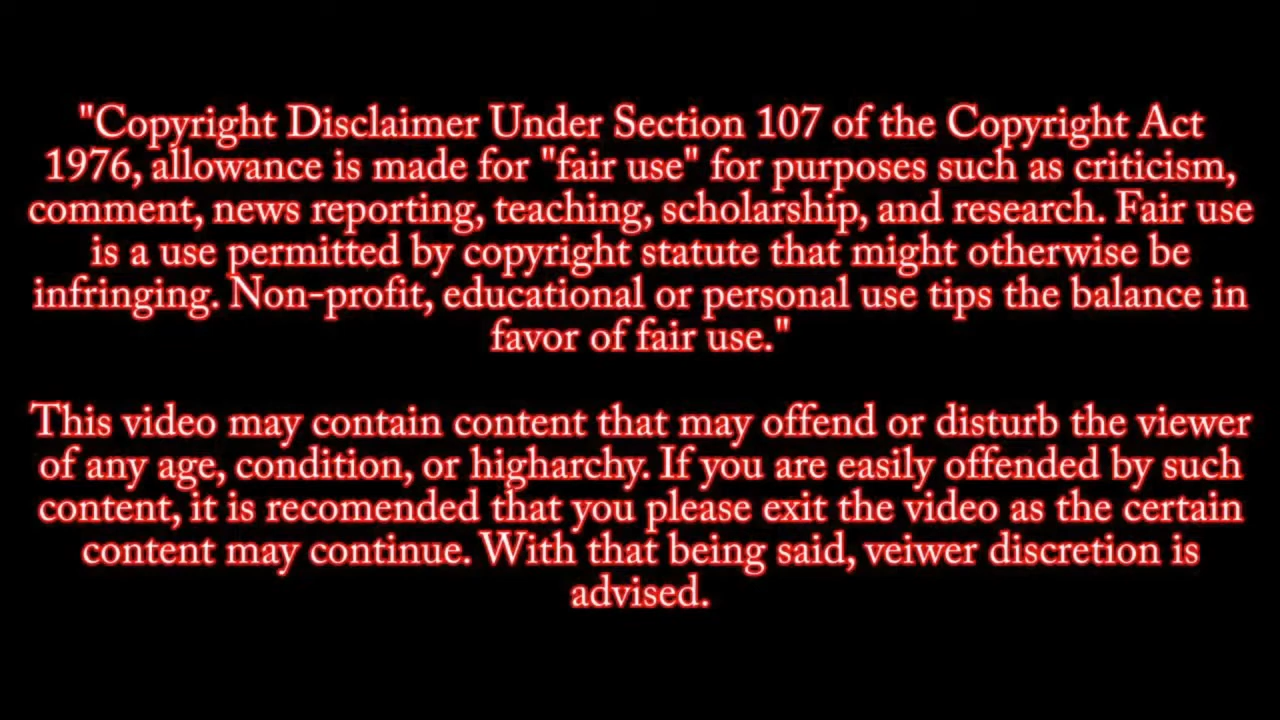 "Copyright Disclaimer Under Section 107 of the Copyright Act
1976, allowance is made for "fair use" for purposes such as criticism,
comment, news reporting, teaching, scholarship, and research. Fair use
is a use permitted by copyright statute that might otherwise be
infringing. Non-profit, educational or personal use tips the balance in
favor of fair use."
This video may contain content that may offend or disturb the viewer
of any age, condition, or higharchy. If you are easily offended by such
content, it is recomended that you please exit the video as the certain
content may continue. With that being said, veiwer discretion is
advised.